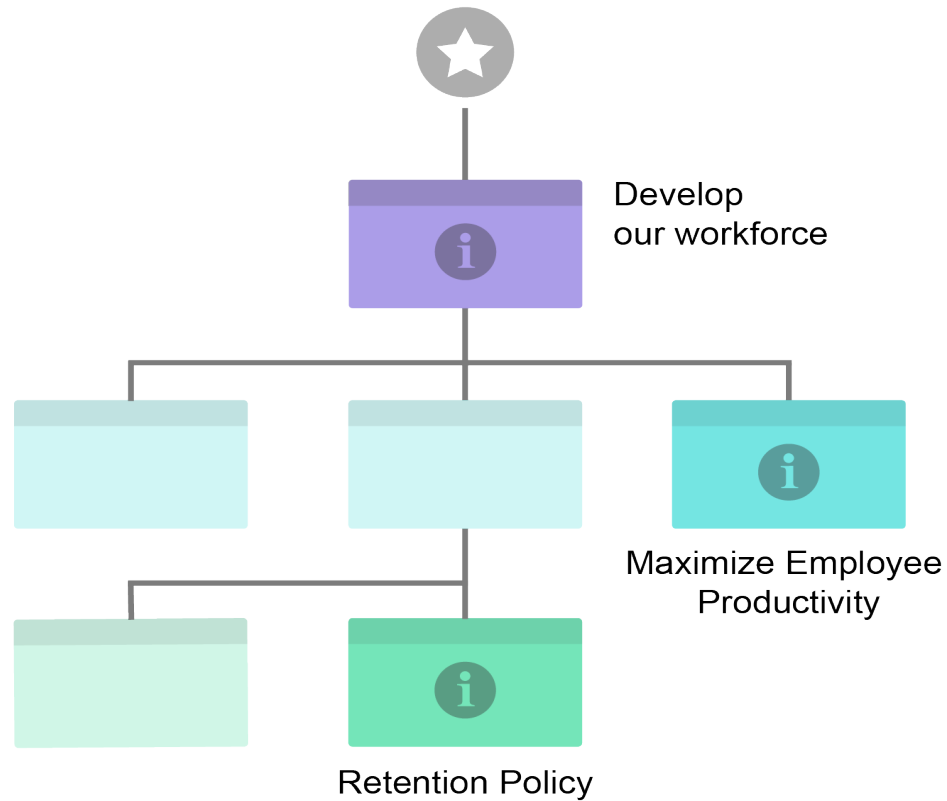 Develop
our workforce
Maximize Employee
Productivity
Retention Policy